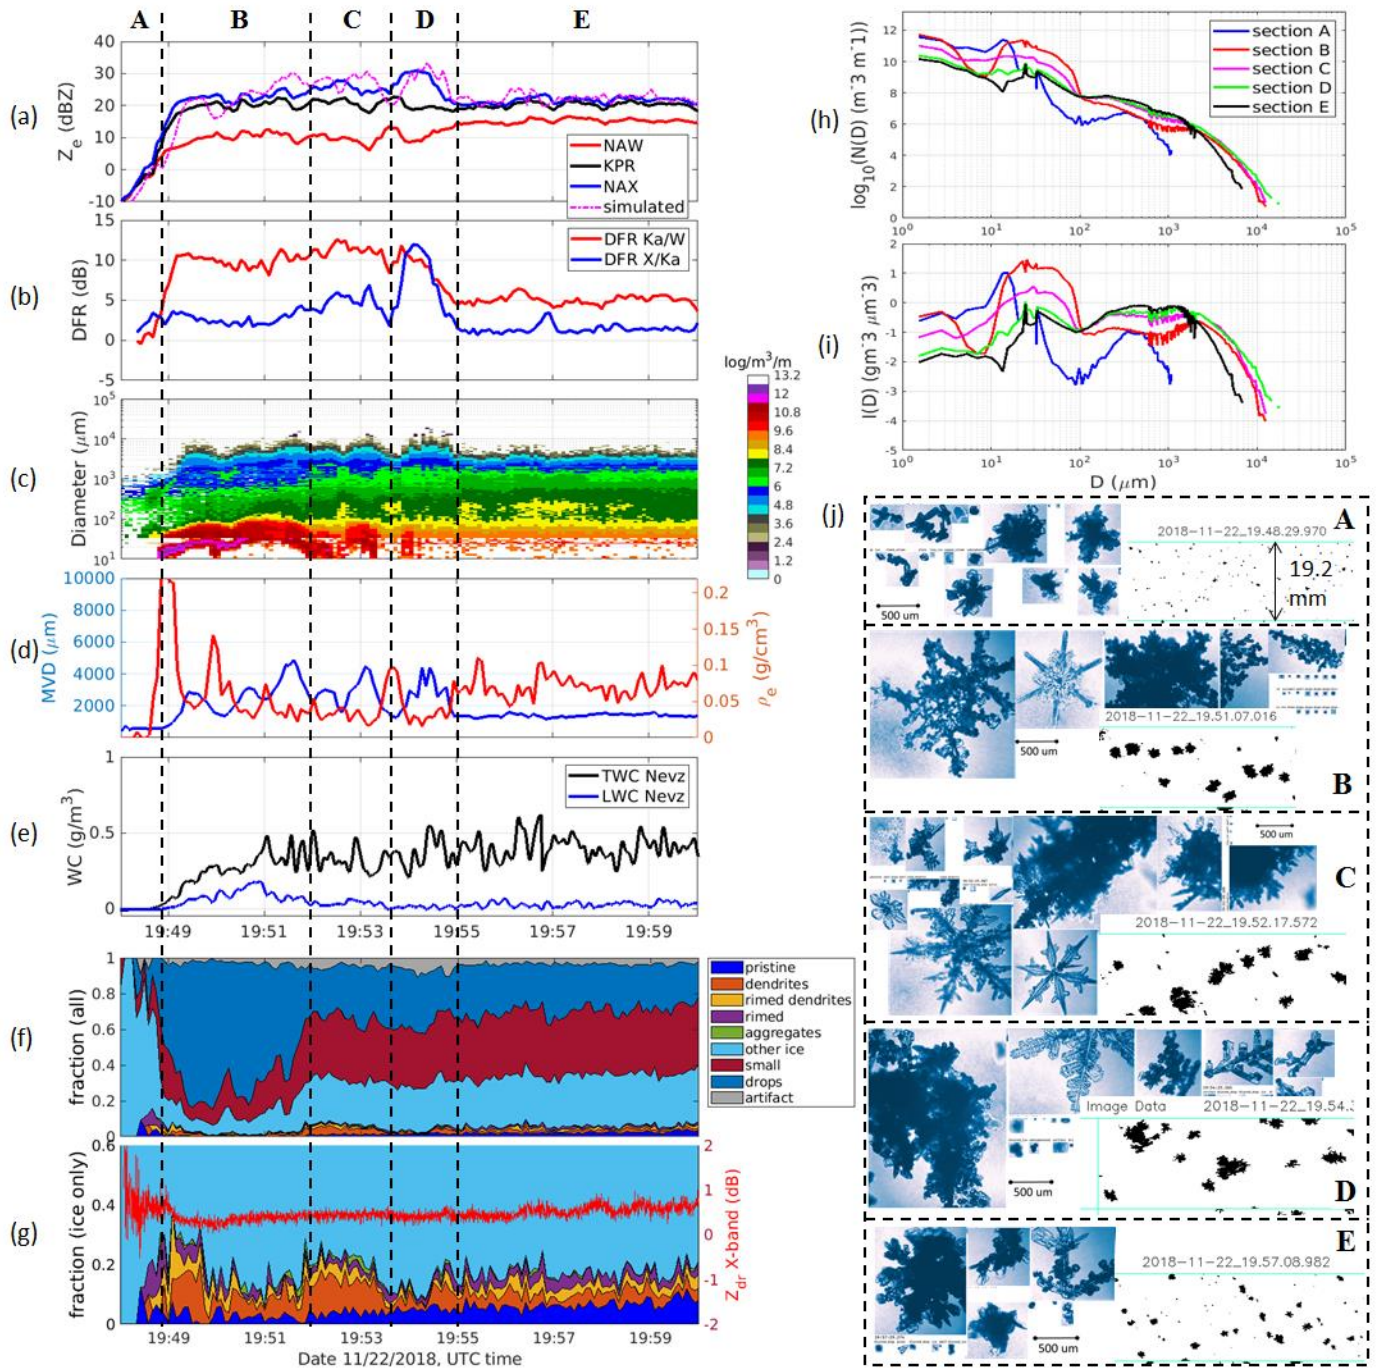 A B C D E
(a)
Z_e (dBZ)
40
30
20
10
0
-10
NAW
KPR
NAX
simulated
(b)
DFR (dB)
15
10
5
0
-5
DFR Ka/W
DFR X/Ka
(c)
Diameter (μm)
10^5
10^4
10^3
10^2
10^1
log/m^3/m
13.2
12
10.8
9.6
8.4
7.2
6
4.8
3.6
2.4
1.2
0
(d)
MVD (μm)
10000
8000
6000
4000
2000
0.2
0.15
0.1
0.05
0
ρ_e (g/cm^3)
(e)
WC (g/m^3)
1
0.5
0
TWC Nevz
LWC Nevz
19:49 19:51 19:53 19:55 19:57 19:59
(f)
fraction (all)
1
0.8
0.6
0.4
0.2
0
pristine
dendrites
rimed dendrites
rimed
aggregates
other ice
small
drops
artifact
(g)
fraction (ice only)
0.6
0.4
0.2
0
2
1
0
-1
-2
Z_dr X-band (dB)
19:49 19:51 19:53 19:55 19:57 19:59
Date 11/22/2018, UTC time
(h)
log_10(N(D) (m^-3 m^-1))
12
10
8
6
4
2
0
section A
section B
section C
section D
section E
10^0 10^1 10^2 10^3 10^4 10^5
(i)
I(D) (gm^-3 μm^-3)
2
1
0
-1
-2
-3
-4
-5
10^0 10^1 10^2 10^3 10^4 10^5
D (μm)
(j)
A
2018-11-22_19.48.29.970
19.2
mm
500 um
2018-11-22_19.51.07.016
500 um
B
500 um
C
2018-11-22_19.52.17.572
Image Data 2018-11-22_19.54.
500 um
D
E
2018-11-22_19.57.08.982
500 um